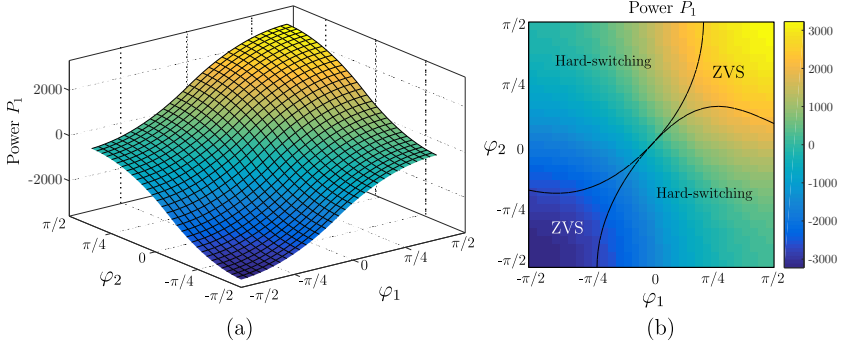 Power P₁
2000
0
-2000
π/2
π/4
0
-π/4
-π/2
φ₂
-π/2
-π/4
0
π/4
π/2
φ₁
(a)
Power P₁
π/2
π/4
0
-π/4
-π/2
φ₂
Hard-switching
ZVS
Hard-switching
ZVS
-π/2
-π/4
0
π/4
π/2
φ₁
3000
2000
1000
0
-1000
-2000
-3000
(b)